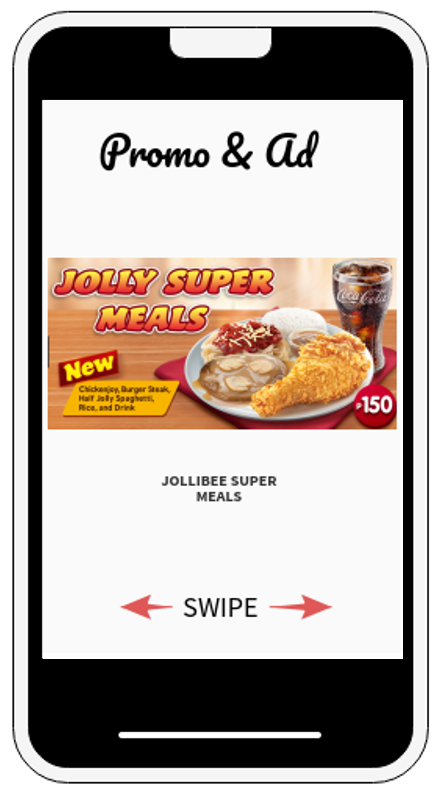 Promo & Ad
JOLLY SUPER
MEALS
Coca-Cola
New
Chickenjoy, Burger Steak,
Half Jolly Spaghetti,
Rice, and Drink
₱150
JOLLIBEE SUPER
MEALS
SWIPE